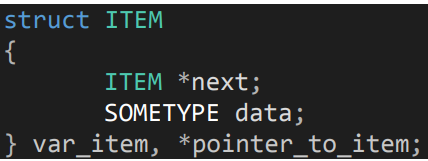 struct ITEM
{
ITEM *next;
SOMETYPE data;
} var_item, *pointer_to_item;